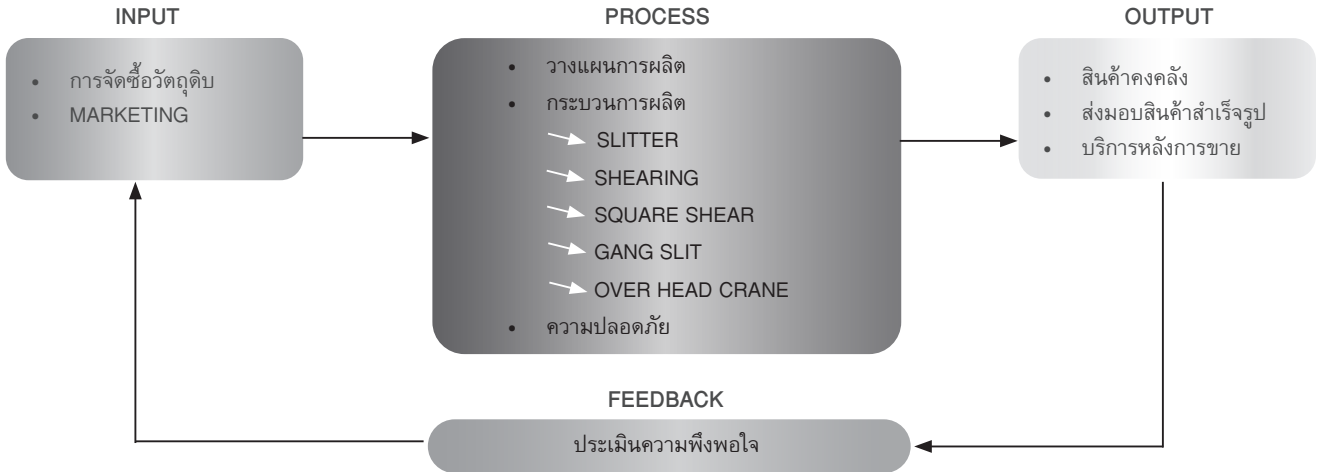 INPUT
• การจัดซื้อวัตถุดิบ
• MARKETING
PROCESS
• วางแผนการผลิต
• กระบวนการผลิต
SLITTER
SHEARING
SQUARE SHEAR
GANG SLIT
OVER HEAD CRANE
• ความปลอดภัย
OUTPUT
• สินค้าคงคลัง
• ส่งมอบสินค้าสำเร็จรูป
• บริการหลังการขาย
FEEDBACK
ประเมินความพึงพอใจ